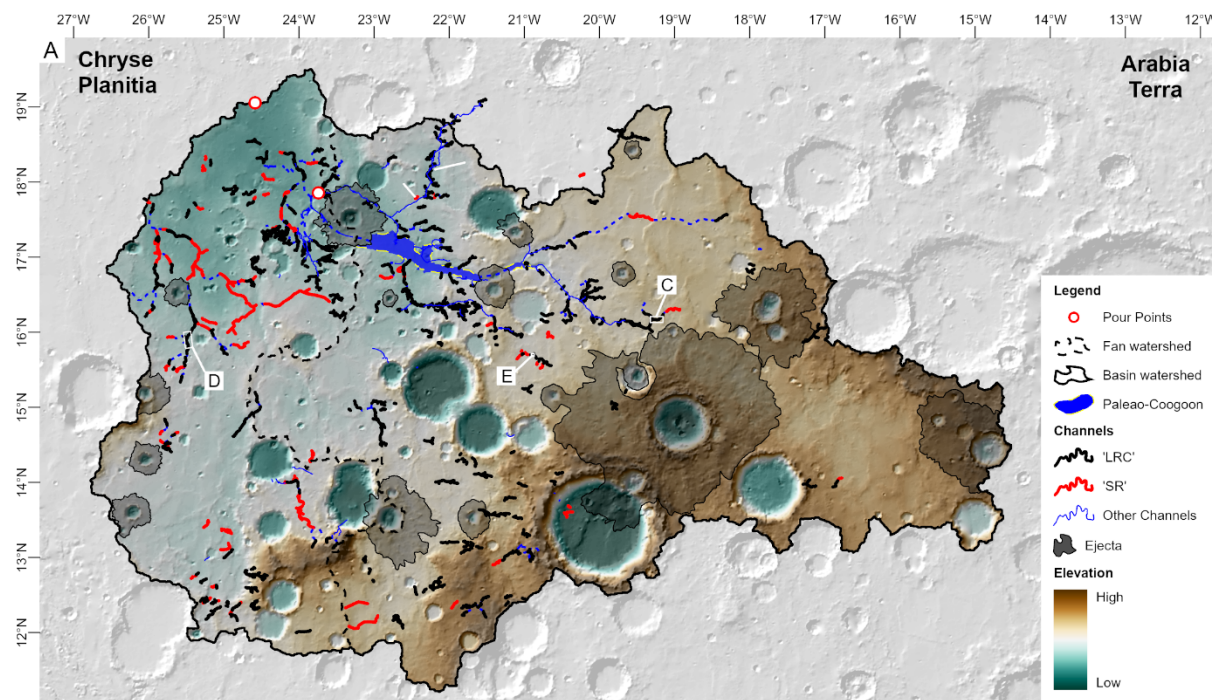 27°W 26°W 25°W 24°W 23°W 22°W 21°W 20°W 19°W 18°W 17°W 16°W 15°W 14°W 13°W 12°W
A
Chryse
Planitia
Arabia
Terra
19°N
18°N
17°N
16°N
15°N
14°N
13°N
12°N
C
D
E
Legend
Pour Points
Fan watershed
Basin watershed
Paleao-Coogoon
Channels
'LRC'
'SR'
Other Channels
Ejecta
Elevation
High
Low